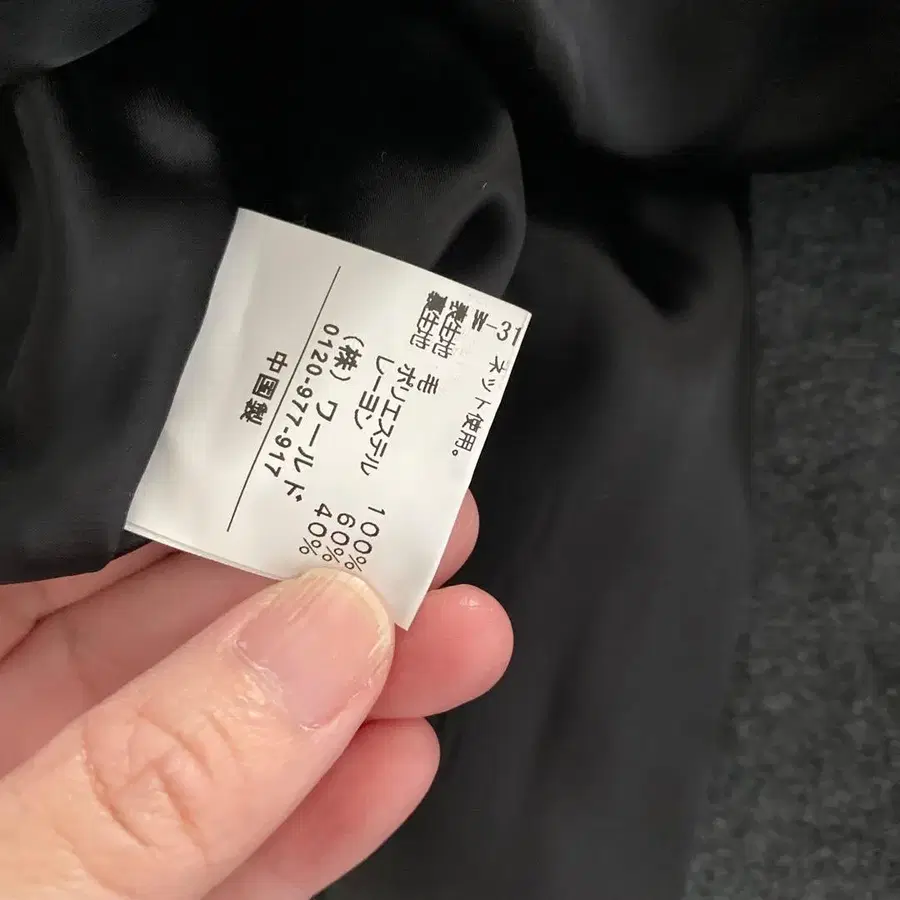 W-31
ネット使用。
表生地 毛 100%
裏生地 ポリエステル 60%
レーヨン 40%
(株) ワールド
0120-977-917
中国製